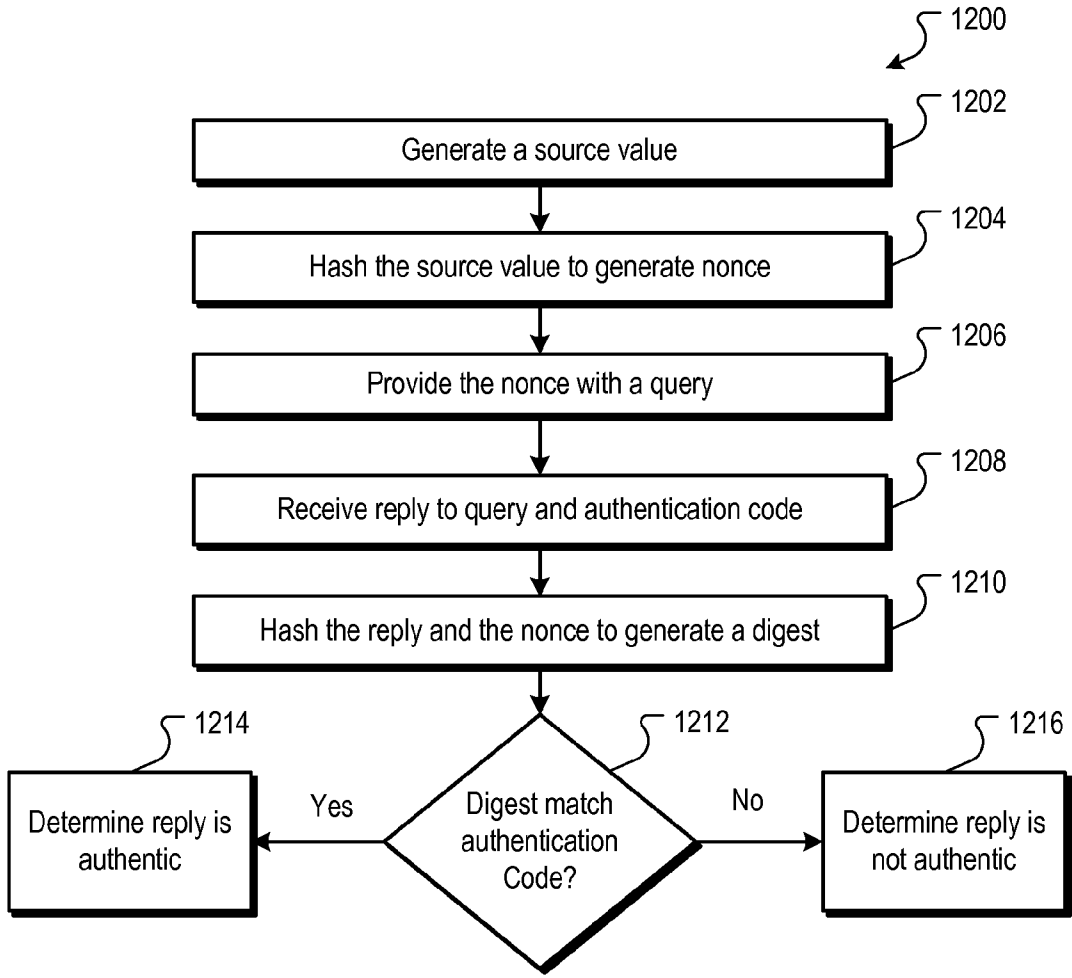 1200
1202
Generate a source value
1204
Hash the source value to generate nonce
1206
Provide the nonce with a query
1208
Receive reply to query and authentication code
1210
Hash the reply and the nonce to generate a digest
1214
1212
1216
Determine reply is
authentic
Yes
Digest match
authentication
Code?
No
Determine reply is
not authentic